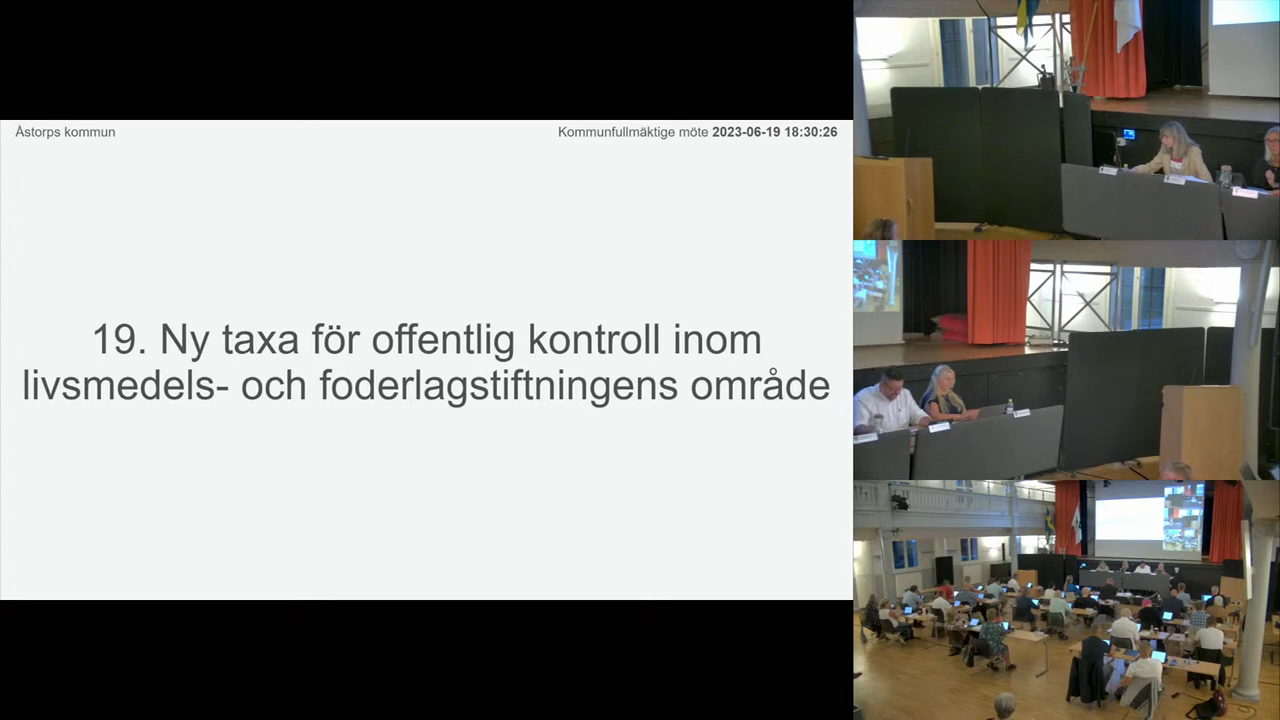 Åstorps kommun
Kommunfullmäktige möte 2023-06-19 18:30:26
19. Ny taxa för offentlig kontroll inom
livsmedels- och foderlagstiftningens område